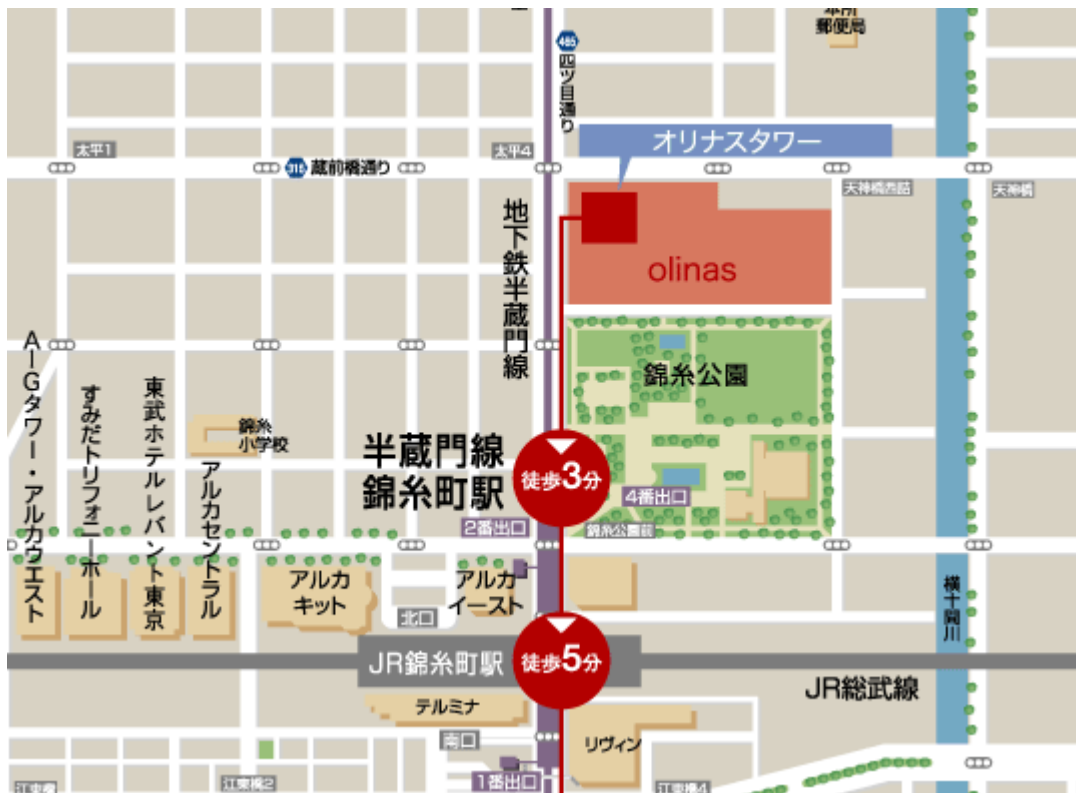 本所
郵便局
465
四ツ目通り
オリナスタワー
太平1
太平4
315 蔵前橋通り
天神橋西詰
天神橋
地下鉄半蔵門線
olinas
錦糸公園
AIGタワー・アルカウエスト
すみだトリフォニーホール
東武ホテルレバント東京
アルカセントラル
錦糸
小学校
半蔵門線
錦糸町駅
徒歩3分
4番出口
2番出口
錦糸公園前
アルカ
キット
アルカ
イースト
北口
横十間川
JR錦糸町駅
徒歩5分
JR総武線
テルミナ
南口
リヴィン
1番出口
江東橋2
江東橋4